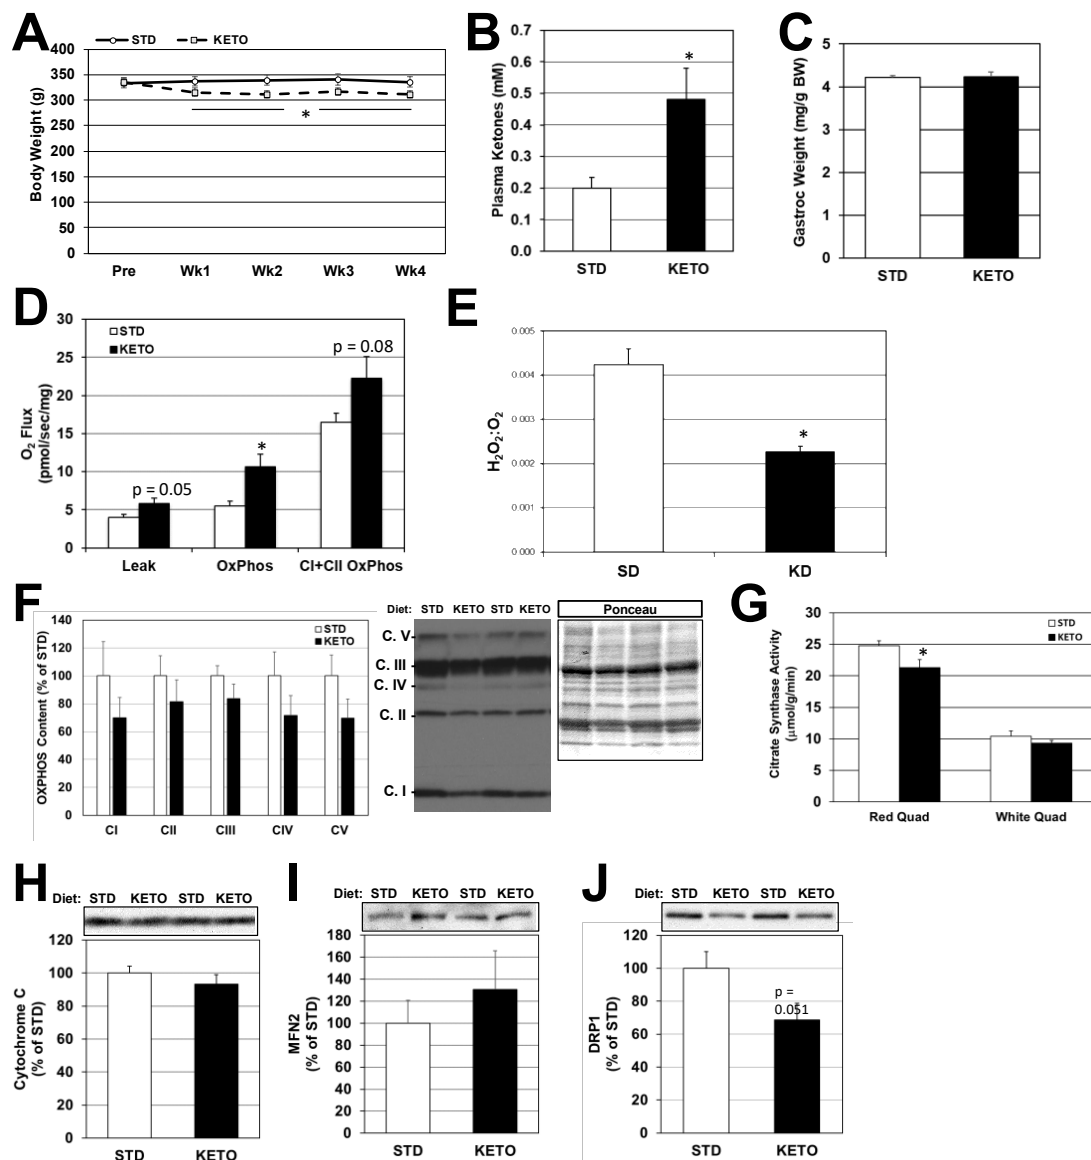 A
STD KETO
400
350
300
250
200
150
100
50
0
Body Weight (g)
*
Pre Wk1 Wk2 Wk3 Wk4
B
0.7
0.6
0.5
0.4
0.3
0.2
0.1
0.0
Plasma Ketones (mM)
*
STD KETO
C
5
4
3
2
1
0
Gastroc Weight (mg/g BW)
STD KETO
D
30
25
20
15
10
5
0
O₂ Flux
(pmol/sec/mg)
STD
KETO
p = 0.05
*
p = 0.08
Leak OxPhos CI+CII OxPhos
E
0.005
0.004
0.003
0.002
0.001
0.000
H₂O₂:O₂
*
SD KD
F
140
120
100
80
60
40
20
0
OXPHOS Content (% of STD)
STD
KETO
CI CII CIII CIV CV
Diet: STD KETO STD KETO
C. V
C. III
C. IV
C. II
C. I
Ponceau
G
30
25
20
15
10
5
0
Citrate Synthase Activity
(µmol/g/min)
STD
KETO
*
Red Quad White Quad
H
Diet: STD KETO STD KETO
120
100
80
60
40
20
0
Cytochrome C
(% of STD)
STD KETO
I
Diet: STD KETO STD KETO
180
160
140
120
100
80
60
40
20
0
MFN2
(% of STD)
STD KETO
J
Diet: STD KETO STD KETO
120
100
80
60
40
20
0
DRP1
(% of STD)
p =
0.051
STD KETO